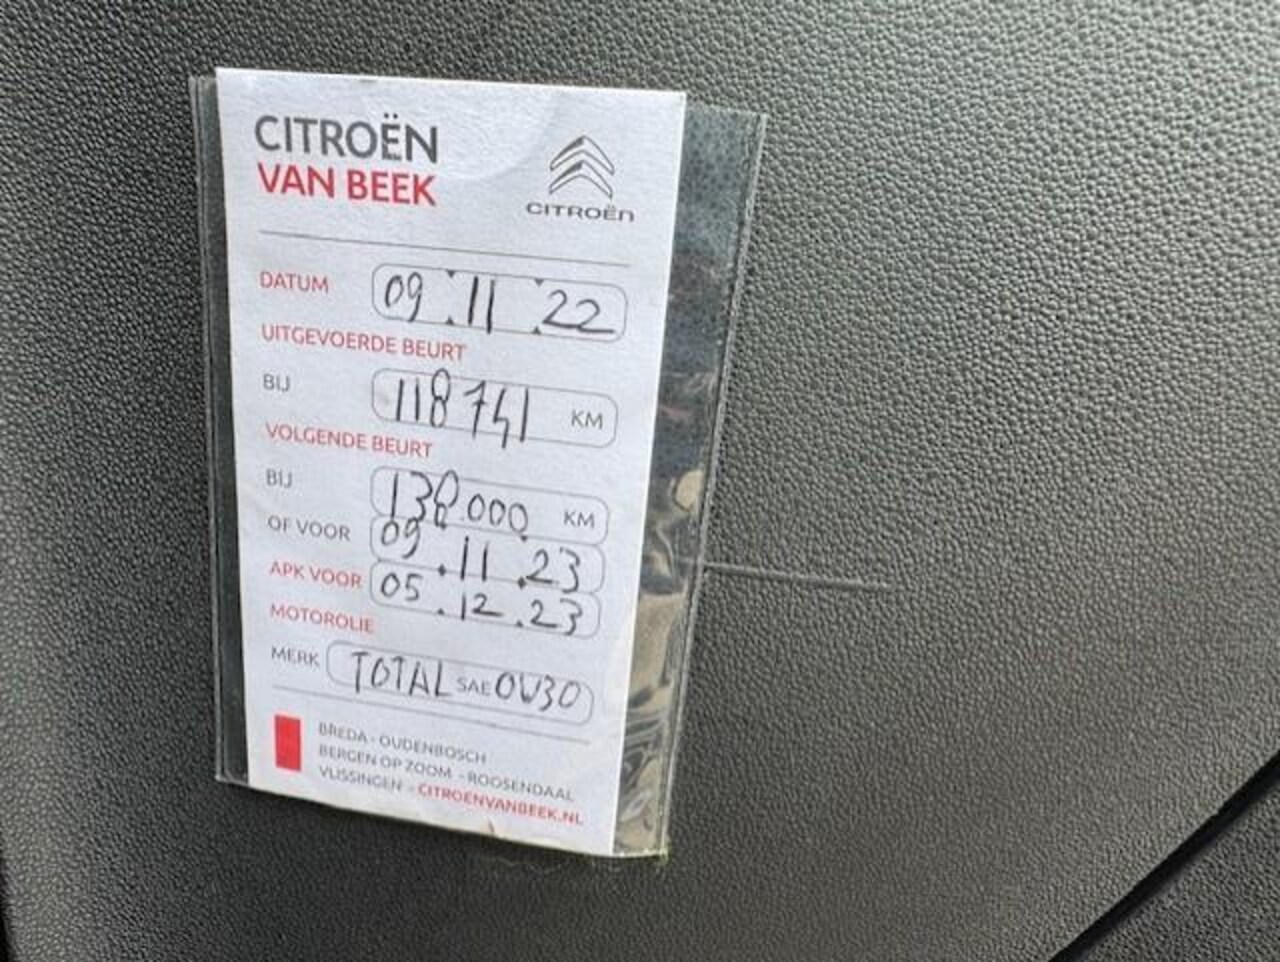 CITROËN
VAN BEEK
CITROËN
DATUM 09.11.22
UITGEVOERDE BEURT
BIJ 118741 KM
VOLGENDE BEURT
BIJ 138.000 KM
OF VOOR 09.11.23
APK VOOR 05.12.23
MOTOROLIE
MERK TOTAL SAE 0W30
BREDA - OUDENBOSCH
BERGEN OP ZOOM - ROOSENDAAL
VLISSINGEN - CITROENVANBEEK.NL